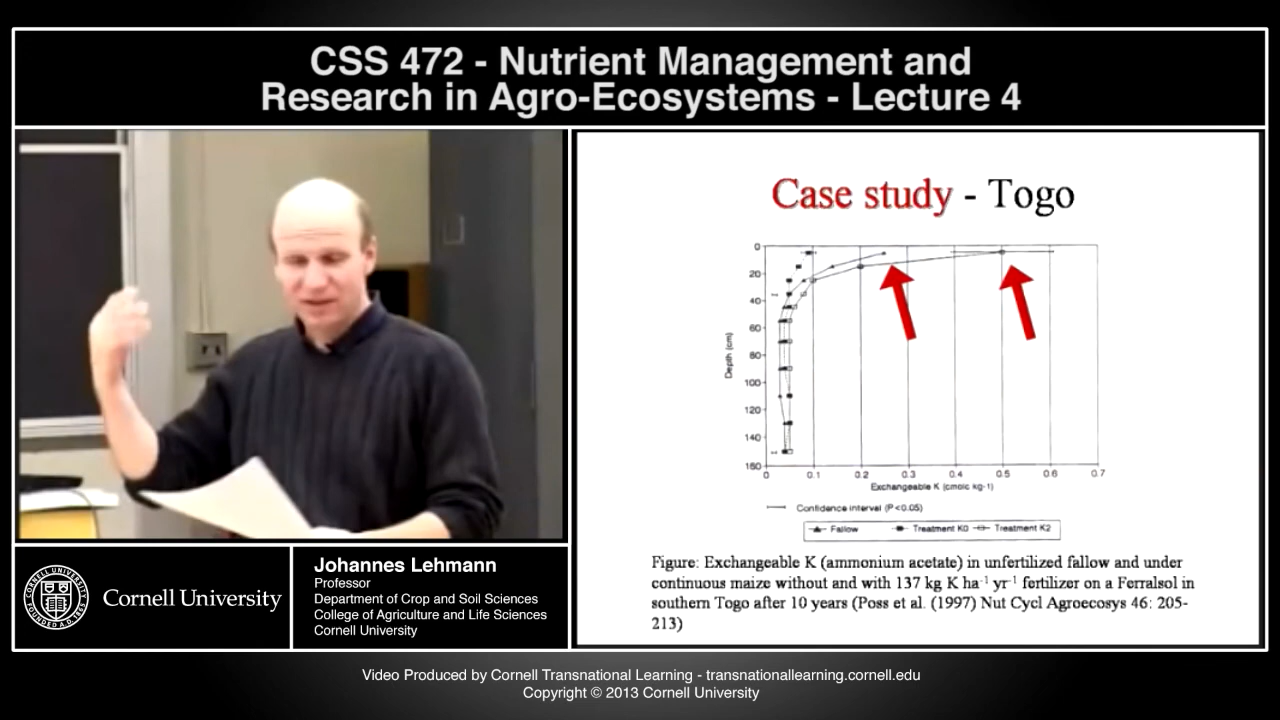 CSS 472 - Nutrient Management and
Research in Agro-Ecosystems - Lecture 4
Case study - Togo
0
20
40
60
80
100
120
140
160
Depth (cm)
0 0.1 0.2 0.3 0.4 0.5 0.6 0.7
Exchangeable K (cmolc kg-1)
Confidence interval (P<0.05)
Fallow Treatment K0 Treatment K2
Figure: Exchangeable K (ammonium acetate) in unfertilized fallow and under
continuous maize without and with 137 kg K ha⁻¹ yr⁻¹ fertilizer on a Ferralsol in
southern Togo after 10 years (Poss et al. (1997) Nut Cycl Agroecosys 46: 205-
213)
CORNELL UNIVERSITY
FOUNDED A.D.
Cornell University
Johannes Lehmann
Professor
Department of Crop and Soil Sciences
College of Agriculture and Life Sciences
Cornell University
Video Produced by Cornell Transnational Learning - transnationallearning.cornell.edu
Copyright © 2013 Cornell University